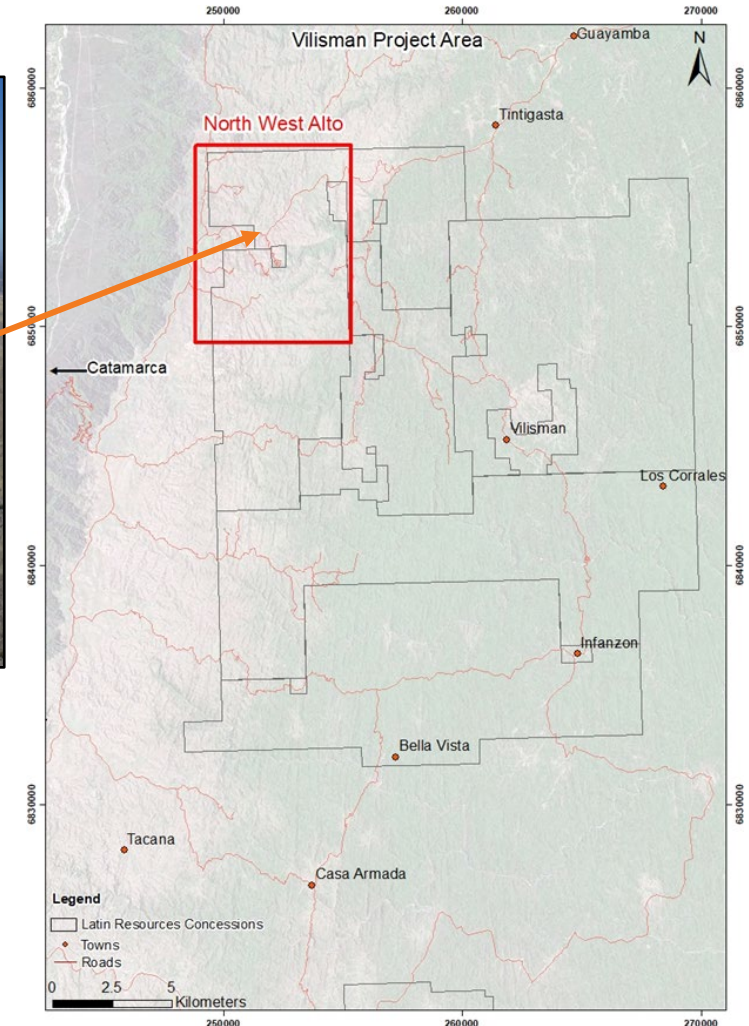 250000 260000 270000
Vilisman Project Area
N
Guayamba
6860000 6860000
Tintigasta
North West Alto
6850000 6850000
Catamarca
Vilisman
Los Corrales
6840000 6840000
Infanzon
Bella Vista
6830000 6830000
Tacana
Casa Armada
Legend
Latin Resources Concessions
Towns
Roads
0 2.5 5
Kilometers
250000 260000 270000